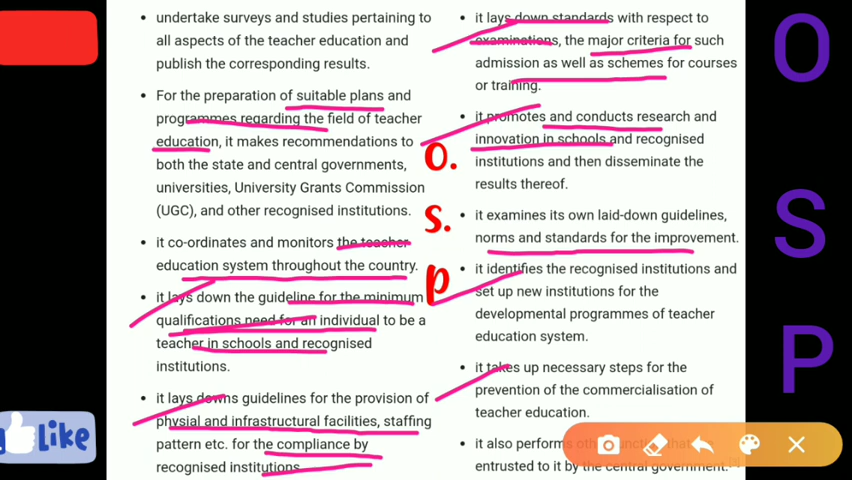 undertake surveys and studies pertaining to
all aspects of the teacher education and
publish the corresponding results.
For the preparation of suitable plans and
programmes regarding the field of teacher
education, it makes recommendations to
both the state and central governments,
universities, University Grants Commission
(UGC), and other recognised institutions.
it co-ordinates and monitors the teacher
education system throughout the country.
it lays down the guideline for the minimum
qualifications need for an individual to be a
teacher in schools and recognised
institutions.
it lays downs guidelines for the provision of
physial and infrastructural facilities, staffing
pattern etc. for the compliance by
recognised institutions
it lays down standards with respect to
examinations, the major criteria for such
admission as well as schemes for courses
or training.
it promotes and conducts research and
innovation in schools and recognised
institutions and then disseminate the
results thereof.
it examines its own laid-down guidelines,
norms and standards for the improvement.
it identifies the recognised institutions and
set up new institutions for the
developmental programmes of teacher
education system.
it takes up necessary steps for the
prevention of the commercialisation of
teacher education.
it also performs
entrusted to it by the central government.
O.
S.
P
O
S
P
Like